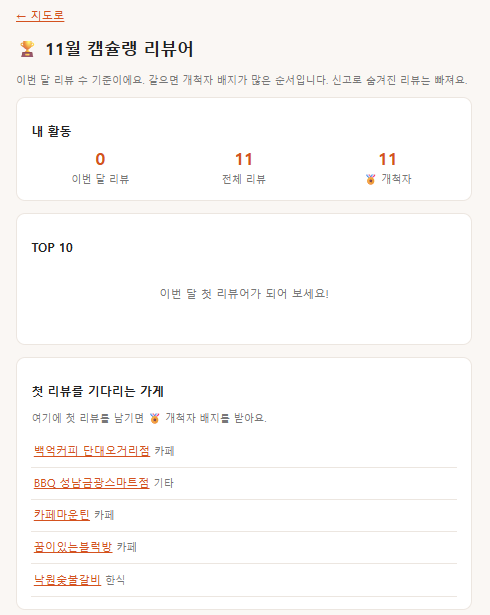 ← 지도로
🏆 11월 캠슐랭 리뷰어
이번 달 리뷰 수 기준이에요. 같으면 개척자 배지가 많은 순서입니다. 신고로 숨겨진 리뷰는 빠져요.
내 활동
0
이번 달 리뷰
11
전체 리뷰
11
🏅 개척자
TOP 10
이번 달 첫 리뷰어가 되어 보세요!
첫 리뷰를 기다리는 가게
여기에 첫 리뷰를 남기면 🏅 개척자 배지를 받아요.
백억커피 단대오거리점 카페
BBQ 성남금광스마트점 기타
카페마운틴 카페
꿈이있는블럭방 카페
낙원숯불갈비 한식